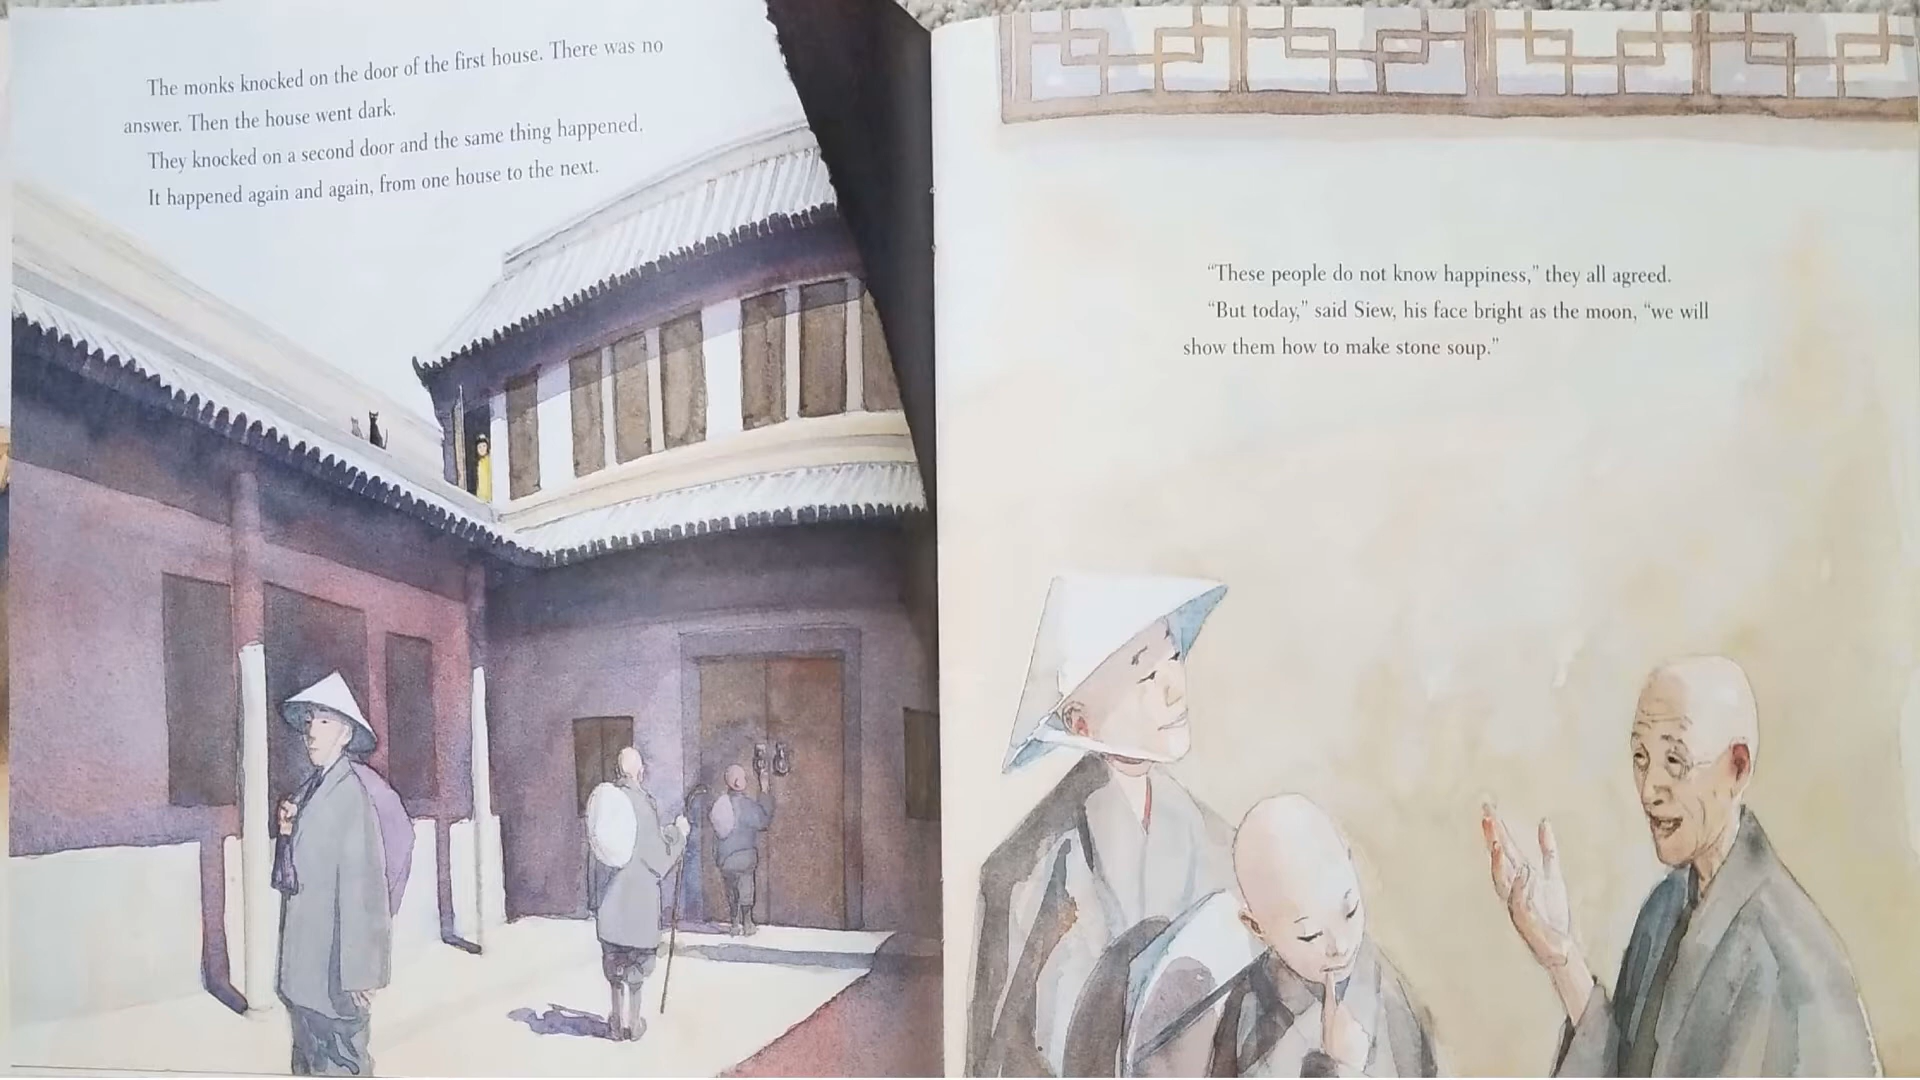 The monks knocked on the door of the first house. There was no
answer. Then the house went dark.
They knocked on a second door and the same thing happened.
It happened again and again, from one house to the next.
“These people do not know happiness,” they all agreed.
“But today,” said Siew, his face bright as the moon, “we will
show them how to make stone soup.”